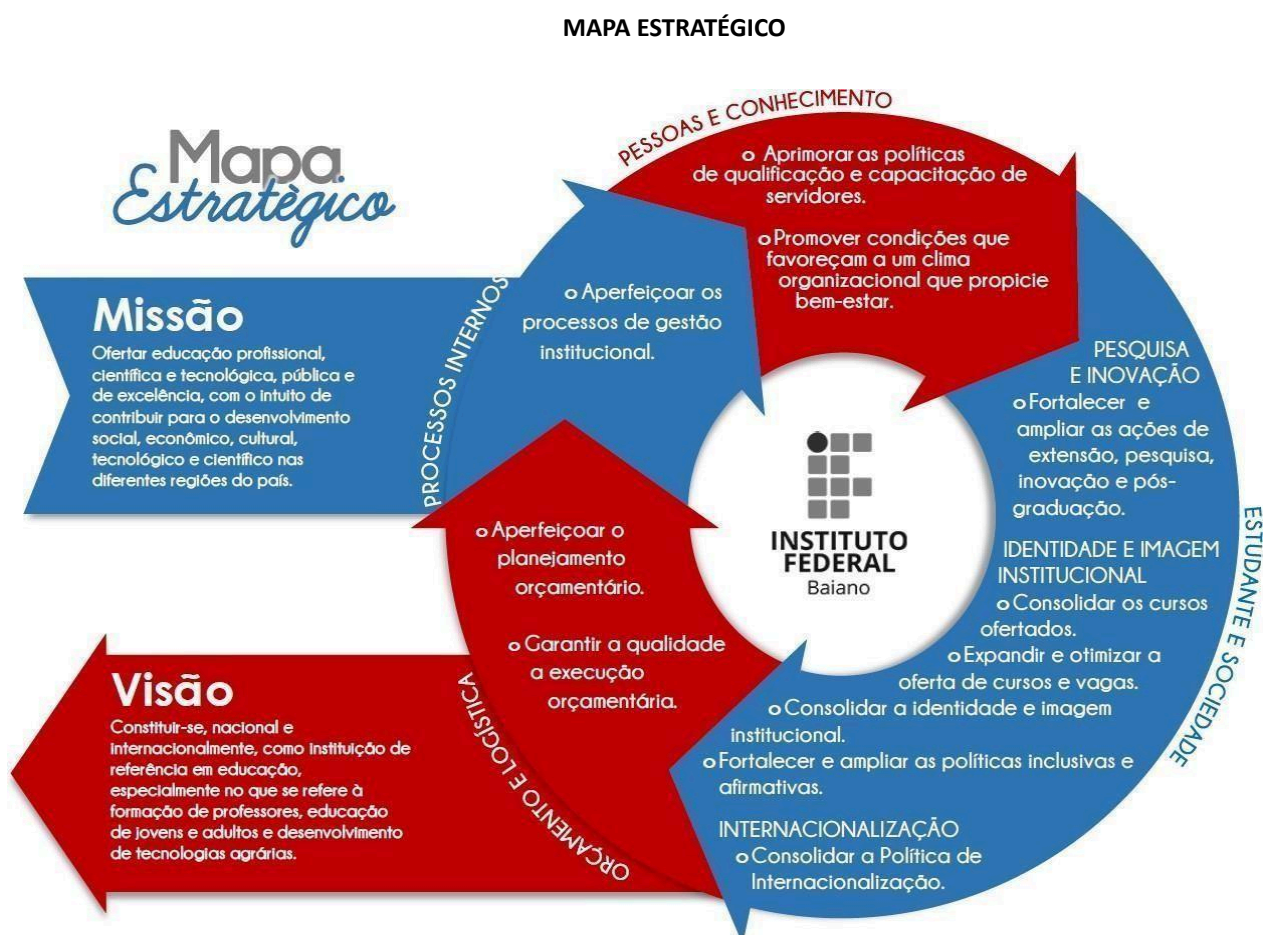 MAPA ESTRATÉGICO
Mapa
Estratègico
Missão
Ofertar educação profissional,
científica e tecnológica, pública e
de excelência, com o intuito de
contribuir para o desenvolvimento
social, econômico, cultural,
tecnológico e científico nas
diferentes regiões do país.
Visão
Constituir-se, nacional e
internacionalmente, como instituição de
referência em educação,
especialmente no que se refere à
formação de professores, educação
de jovens e adultos e desenvolvimento
de tecnologias agrárias.
PROCESSOS INTERNOS
o Aperfeiçoar os
processos de gestão
institucional.
PESSOAS E CONHECIMENTO
o Aprimorar as políticas
de qualificação e capacitação de
servidores.
o Promover condições que
favoreçam a um clima
organizacional que propicie
bem-estar.
ESTUDANTE E SOCIEDADE
PESQUISA
E INOVAÇÃO
o Fortalecer e
ampliar as ações de
extensão, pesquisa,
inovação e pós-
graduação.
IDENTIDADE E IMAGEM
INSTITUCIONAL
o Consolidar os cursos
ofertados.
o Expandir e otimizar a
oferta de cursos e vagas.
o Consolidar a identidade e imagem
institucional.
o Fortalecer e ampliar as políticas inclusivas e
afirmativas.
INTERNACIONALIZAÇÃO
o Consolidar a Política de
Internacionalização.
ORÇAMENTO E LOGÍSTICA
o Aperfeiçoar o
planejamento
orçamentário.
o Garantir a qualidade
a execução
orçamentária.
INSTITUTO
FEDERAL
Baiano